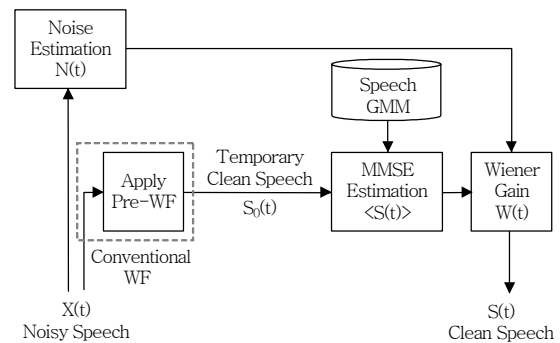 Noise
Estimation
N(t)
Speech
GMM
Apply
Pre-WF
Temporary
Clean Speech
S₀(t)
MMSE
Estimation
<S(t)>
Wiener
Gain
W(t)
Conventional
WF
X(t)
Noisy Speech
S(t)
Clean Speech